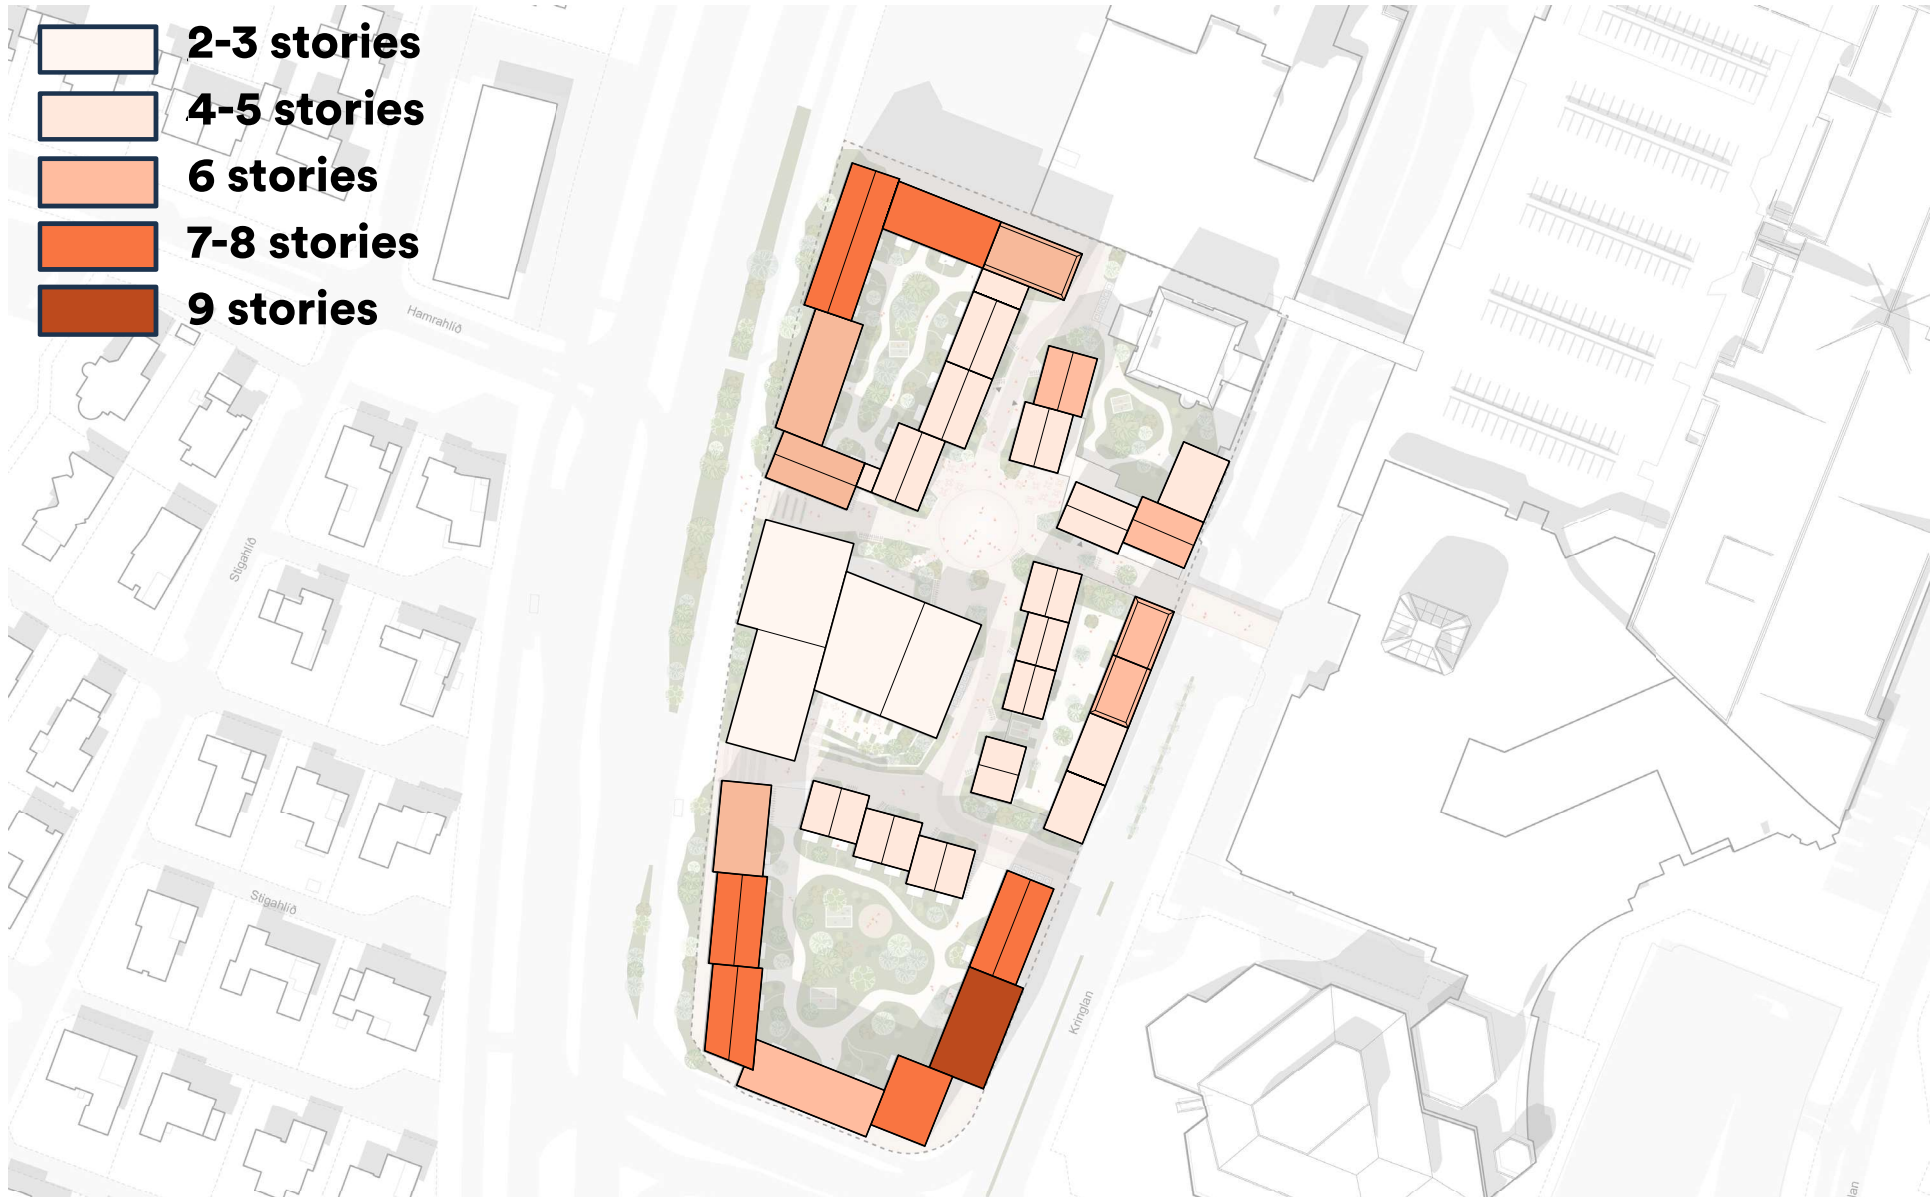 2-3 stories
4-5 stories
6 stories
7-8 stories
9 stories
Hamrahlíð
Stigahlíð
Stigahlíð
Kringlan